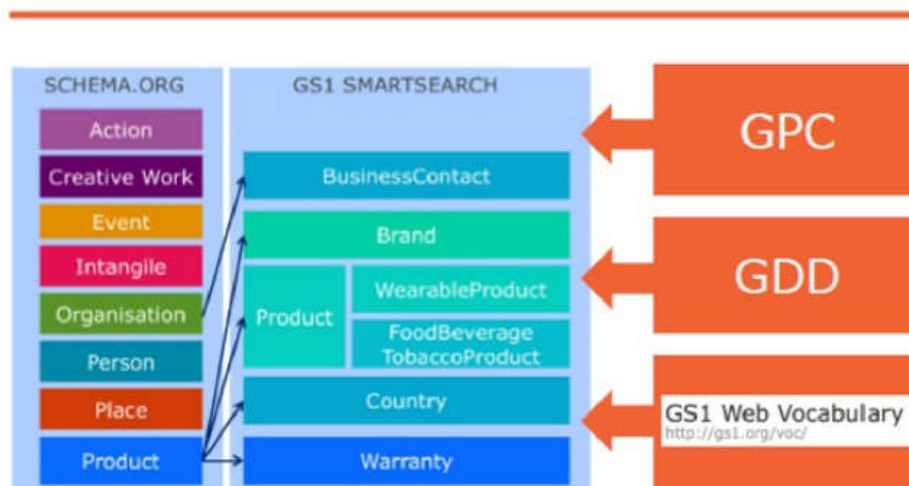 SCHEMA.ORG
Action
Creative Work
Event
Intangile
Organisation
Person
Place
Product
GS1 SMARTSEARCH
BusinessContact
Brand
Product
WearableProduct
FoodBeverage
TobaccoProduct
Country
Warranty
GPC
GDD
GS1 Web Vocabulary
http://gs1.org/voc/